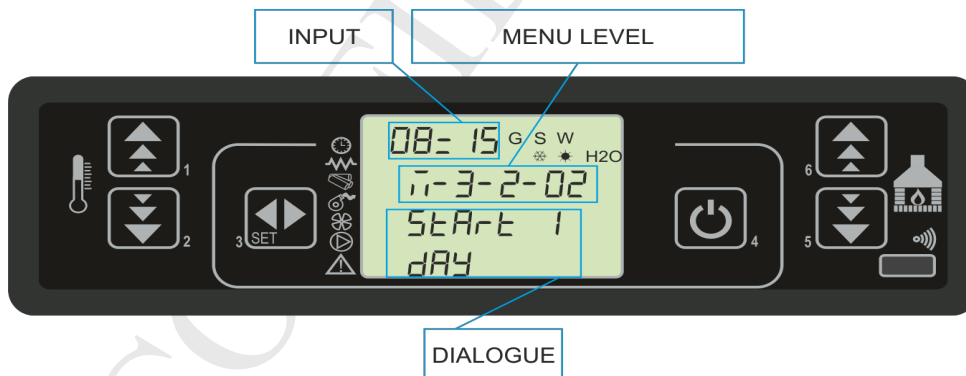 INPUT MENU LEVEL
08:15 G S W
H2O
n-3-2-02
StArt 1
dAY
1
2
3 SET
4
6
5
DIALOGUE